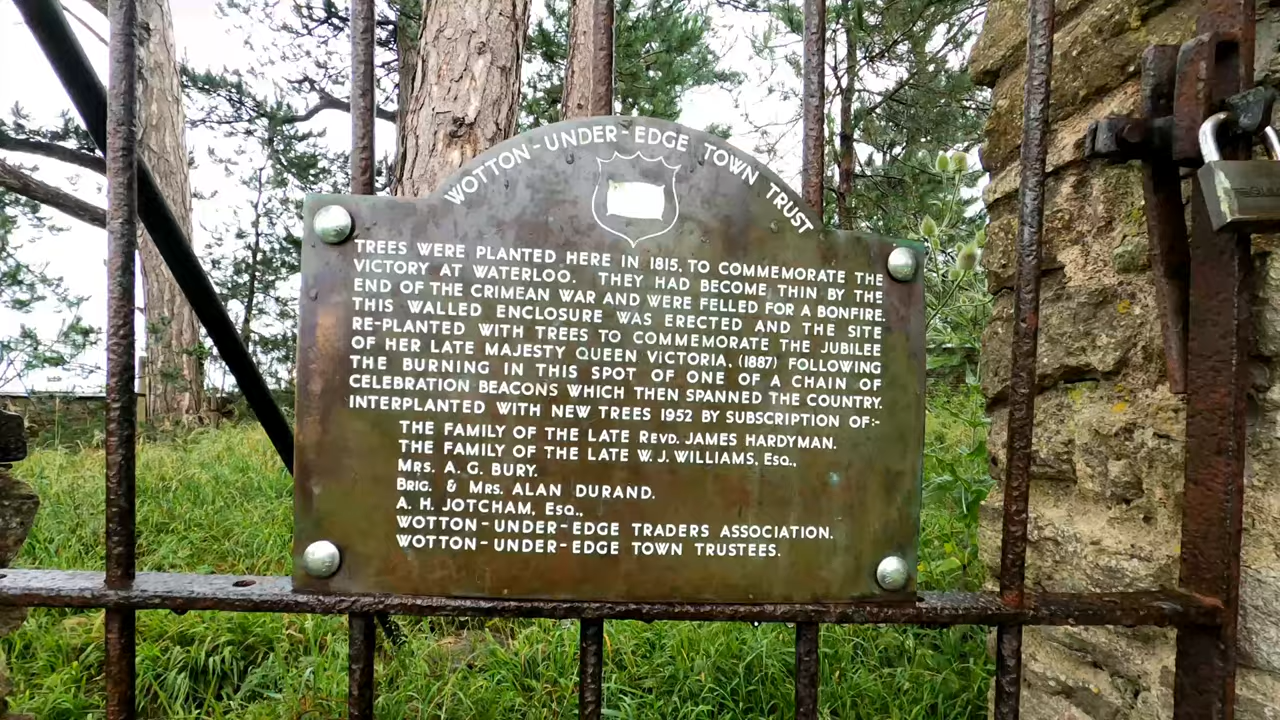 WOTTON-UNDER-EDGE TOWN TRUST
TREES WERE PLANTED HERE IN 1815, TO COMMEMORATE THE
VICTORY AT WATERLOO. THEY HAD BECOME THIN BY THE
END OF THE CRIMEAN WAR AND WERE FELLED FOR A BONFIRE.
THIS WALLED ENCLOSURE WAS ERECTED AND THE SITE
RE-PLANTED WITH TREES TO COMMEMORATE THE JUBILEE
OF HER LATE MAJESTY QUEEN VICTORIA, (1887) FOLLOWING
THE BURNING IN THIS SPOT OF ONE OF A CHAIN OF
CELEBRATION BEACONS WHICH THEN SPANNED THE COUNTRY.
INTERPLANTED WITH NEW TREES 1952 BY SUBSCRIPTION OF:-
THE FAMILY OF THE LATE REVD. JAMES HARDYMAN.
THE FAMILY OF THE LATE W. J. WILLIAMS, ESQ.,
MRS. A. G. BURY.
BRIG. & MRS. ALAN DURAND.
A. H. JOTCHAM, ESQ.,
WOTTON-UNDER-EDGE TRADERS ASSOCIATION.
WOTTON-UNDER-EDGE TOWN TRUSTEES.